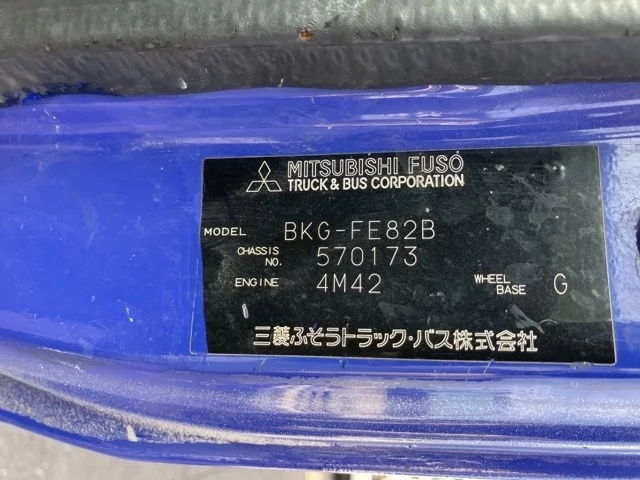 MITSUBISHI FUSO
TRUCK & BUS CORPORATION
MODEL BKG-FE82B
CHASSIS NO. 570173
ENGINE 4M42 WHEEL BASE G
三菱ふそうトラック・バス株式会社